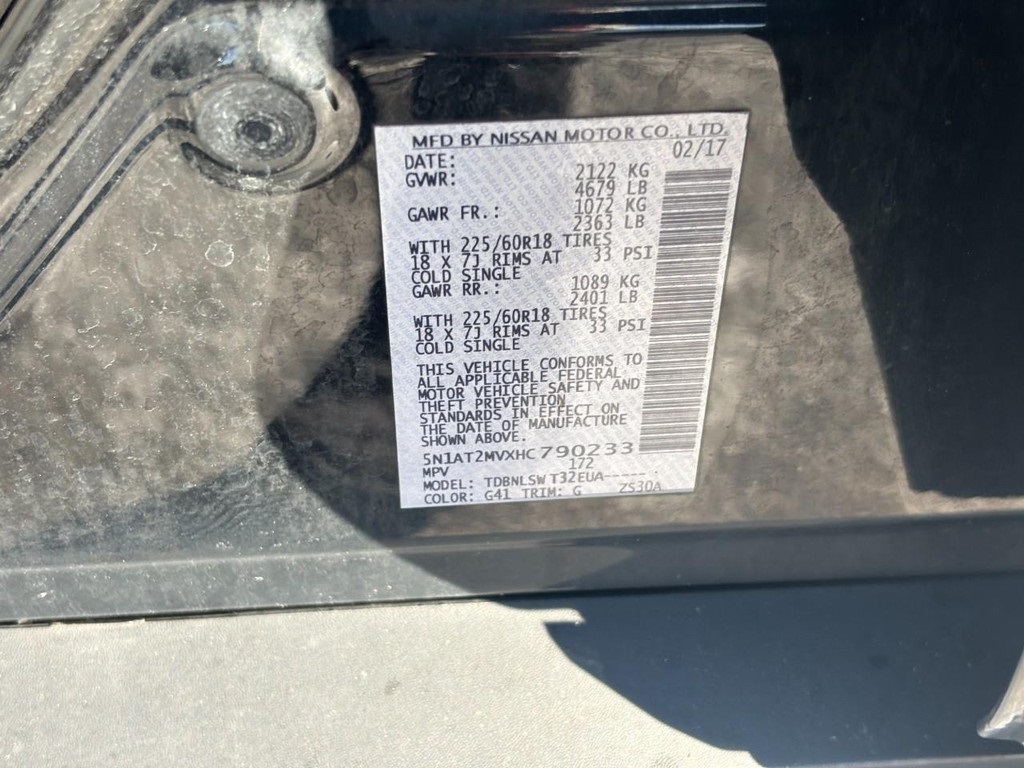 MFD BY NISSAN MOTOR CO., LTD.
DATE: 02/17
GVWR: 2122 KG
4679 LB
GAWR FR.: 1072 KG
2363 LB
WITH 225/60R18 TIRES
18 X 7J RIMS AT 33 PSI
COLD SINGLE
GAWR RR.: 1089 KG
2401 LB
WITH 225/60R18 TIRES
18 X 7J RIMS AT 33 PSI
COLD SINGLE
THIS VEHICLE CONFORMS TO
ALL APPLICABLE FEDERAL
MOTOR VEHICLE SAFETY AND
THEFT PREVENTION
STANDARDS IN EFFECT ON
THE DATE OF MANUFACTURE
SHOWN ABOVE.
5N1AT2MVXHC790233
MPV 172
MODEL: TDBNLSW T32EUA-----
COLOR: G41 TRIM: G ZS30A